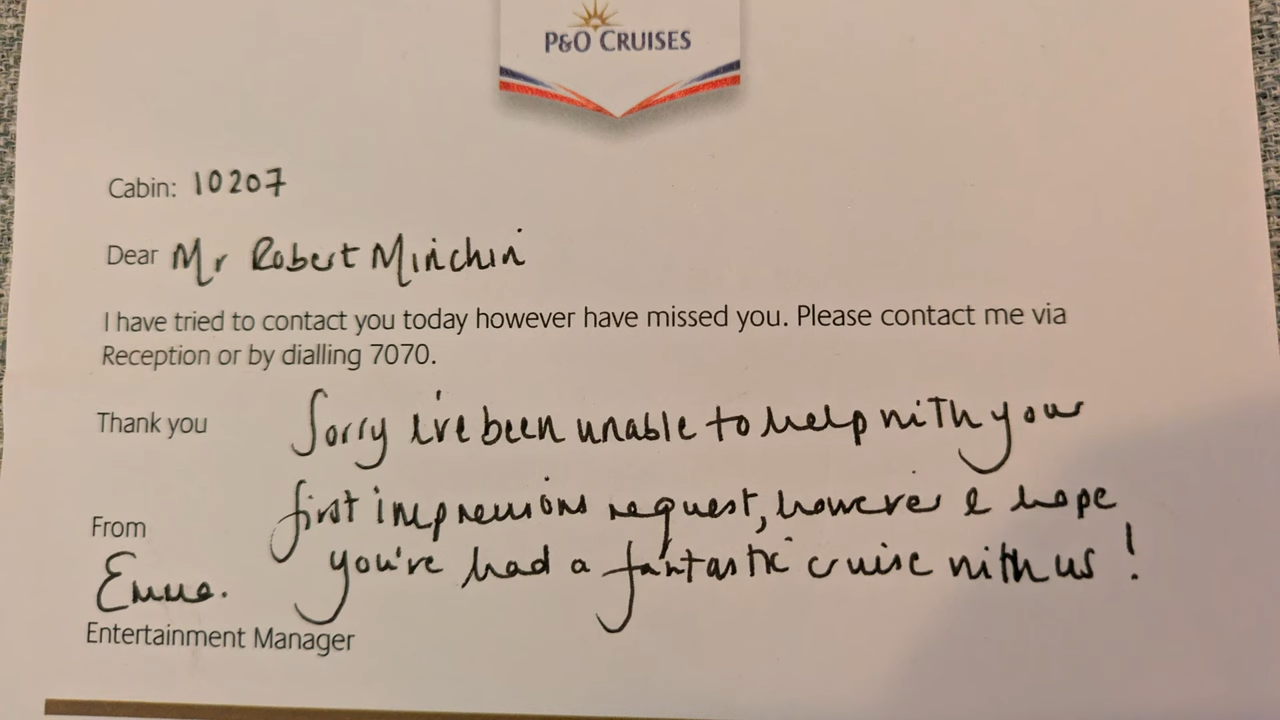 P&O CRUISES
Cabin: 10207
Dear Mr Robert Minchin
I have tried to contact you today however have missed you. Please contact me via
Reception or by dialling 7070.
Thank you
Sorry i've been unable to help with your
first impressions request, however I hope
you've had a fantastic cruise with us!
From
Emma.
Entertainment Manager